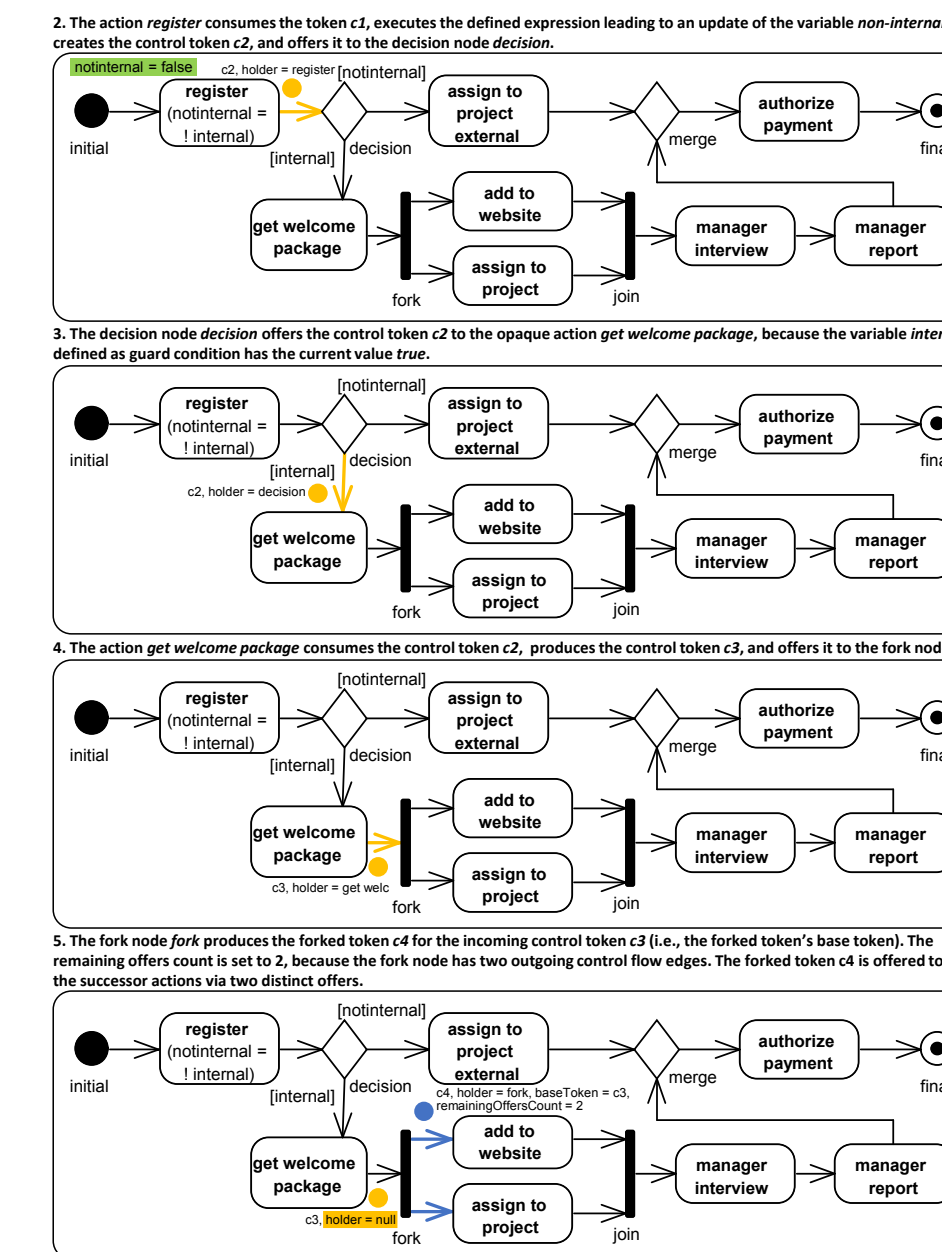 2. The action register consumes the token c1, executes the defined expression leading to an update of the variable non-internal
creates the control token c2, and offers it to the decision node decision.
notinternal = false
c2, holder = register
[notinternal]
register
(notinternal =
! internal)
assign to
project
external
authorize
payment
initial
[internal]
decision
merge
get welcome
package
add to
website
assign to
project
manager
interview
manager
report
fork
join
3. The decision node decision offers the control token c2 to the opaque action get welcome package, because the variable
defined as guard condition has the current value true.
[notinternal]
register
(notinternal =
! internal)
assign to
project
external
authorize
payment
initial
[internal]
decision
merge
c2, holder = decision
get welcome
package
add to
website
assign to
project
manager
interview
manager
report
fork
join
4. The action get welcome package consumes the control token c2, produces the control token c3, and offers it to the fork
[notinternal]
register
(notinternal =
! internal)
assign to
project
external
authorize
payment
initial
[internal]
decision
merge
get welcome
package
add to
website
assign to
project
manager
interview
manager
report
c3, holder = get welc
fork
join
5. The fork node fork produces the forked token c4 for the incoming control token c3 (i.e., the forked token's base token). The
remaining offers count is set to 2, because the fork node has two outgoing control flow edges. The forked token c4 is offered to
the successor actions via two distinct offers.
[notinternal]
register
(notinternal =
! internal)
assign to
project
external
authorize
payment
initial
[internal]
decision
merge
c4, holder = fork, baseToken = c3,
remainingOffersCount = 2
get welcome
package
add to
website
assign to
project
manager
interview
manager
report
c3, holder = null
fork
join